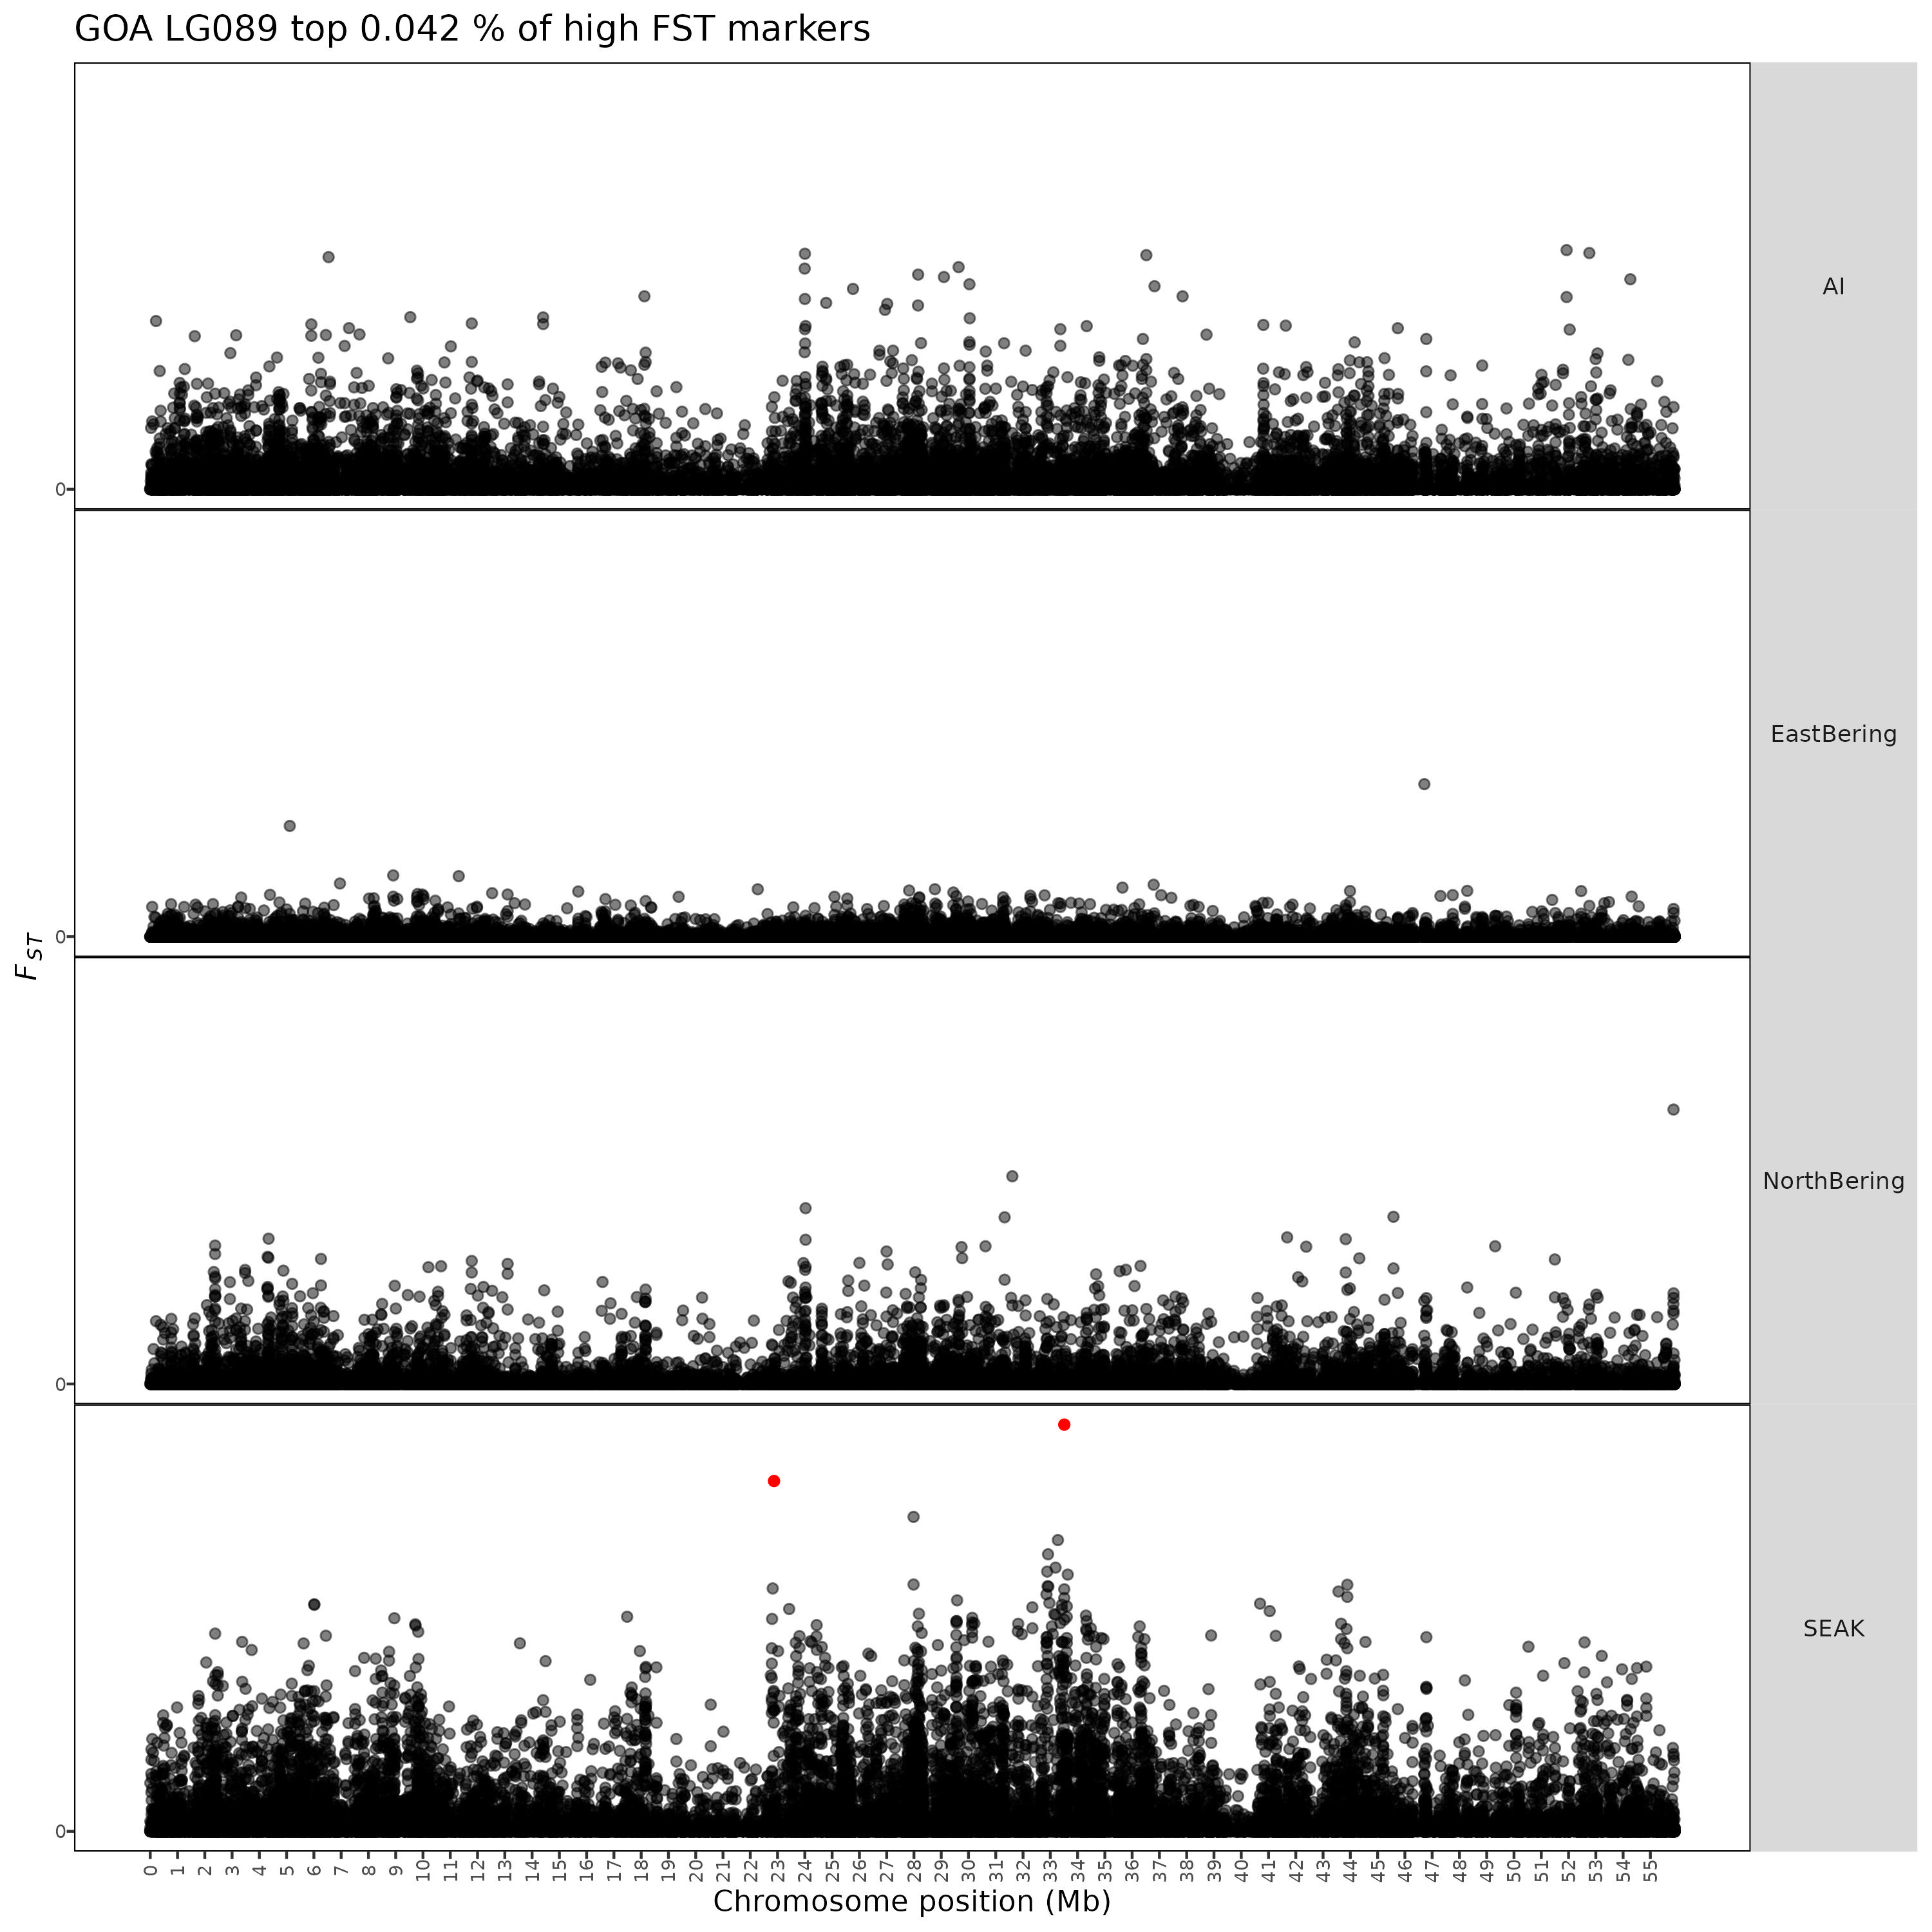 GOA LG089 top 0.042 % of high FST markers
0
AI
0
EastBering
F ST
0
NorthBering
0
SEAK
0 1 2 3 4 5 6 7 8 9 10 11 12 13 14 15 16 17 18 19 20 21 22 23 24 25 26 27 28 29 30 31 32 33 34 35 36 37 38 39 40 41 42 43 44 45 46 47 48 49 50 51 52 53 54 55
Chromosome position (Mb)